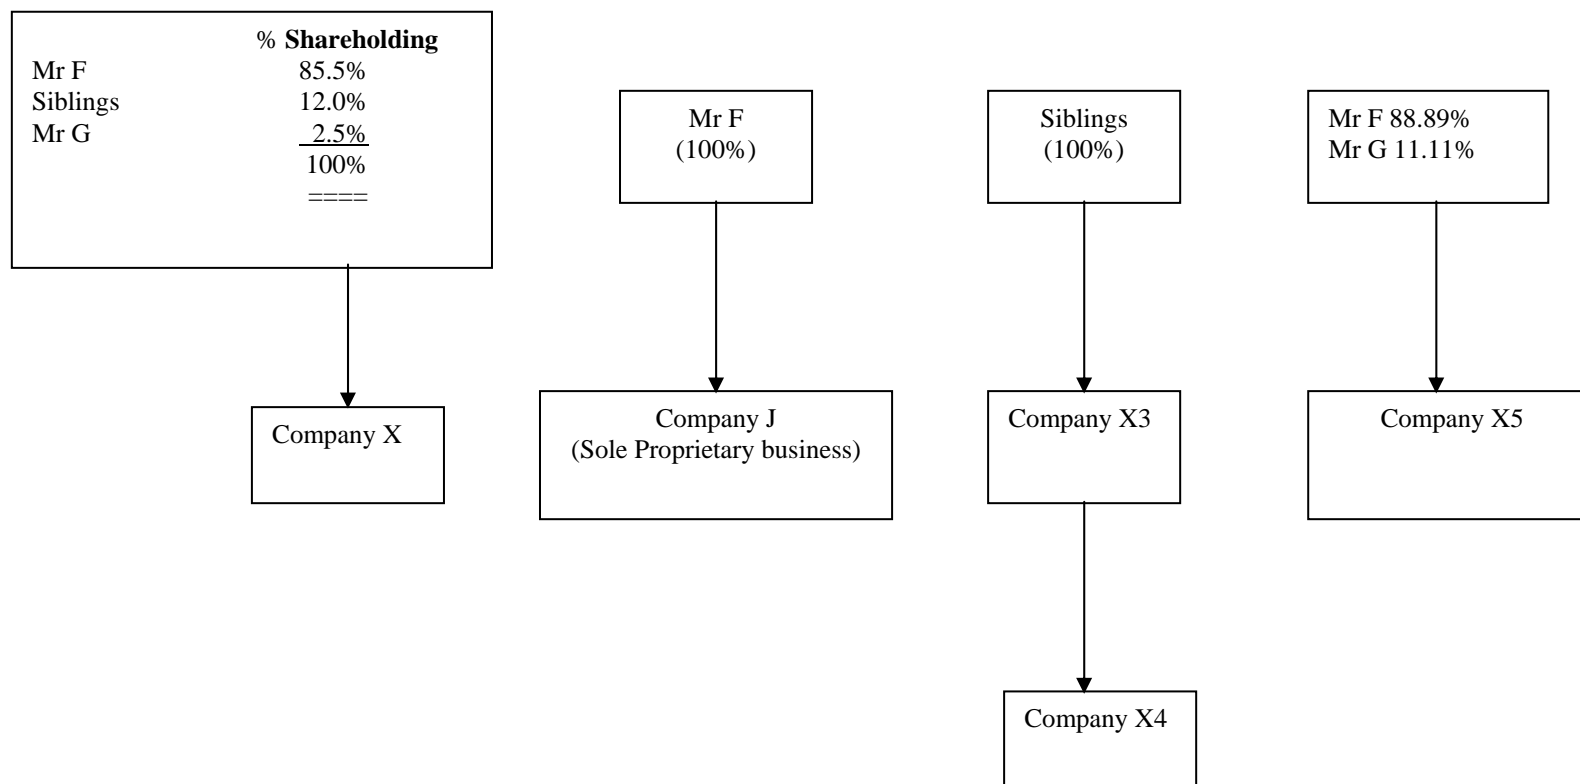 % Shareholding
Mr F 85.5%
Siblings 12.0%
Mr G 2.5%
100%
====
Mr F
(100%)
Siblings
(100%)
Mr F 88.89%
Mr G 11.11%
Company X
Company J
(Sole Proprietary business)
Company X3
Company X5
Company X4